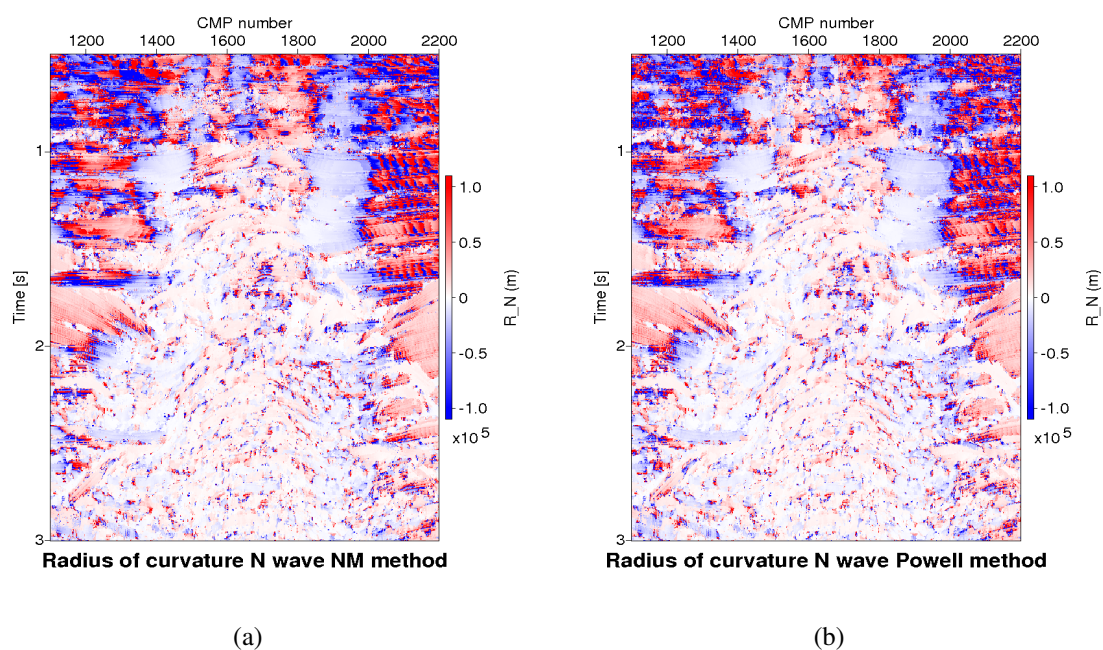 CMP number
1200 1400 1600 1800 2000 2200
Time [s]
1
2
3
1.0
0.5
0
-0.5
-1.0
x10 5
R_N (m)
Radius of curvature N wave NM method
(a)
CMP number
1200 1400 1600 1800 2000 2200
Time [s]
1
2
3
1.0
0.5
0
-0.5
-1.0
x10 5
R_N (m)
Radius of curvature N wave Powell method
(b)